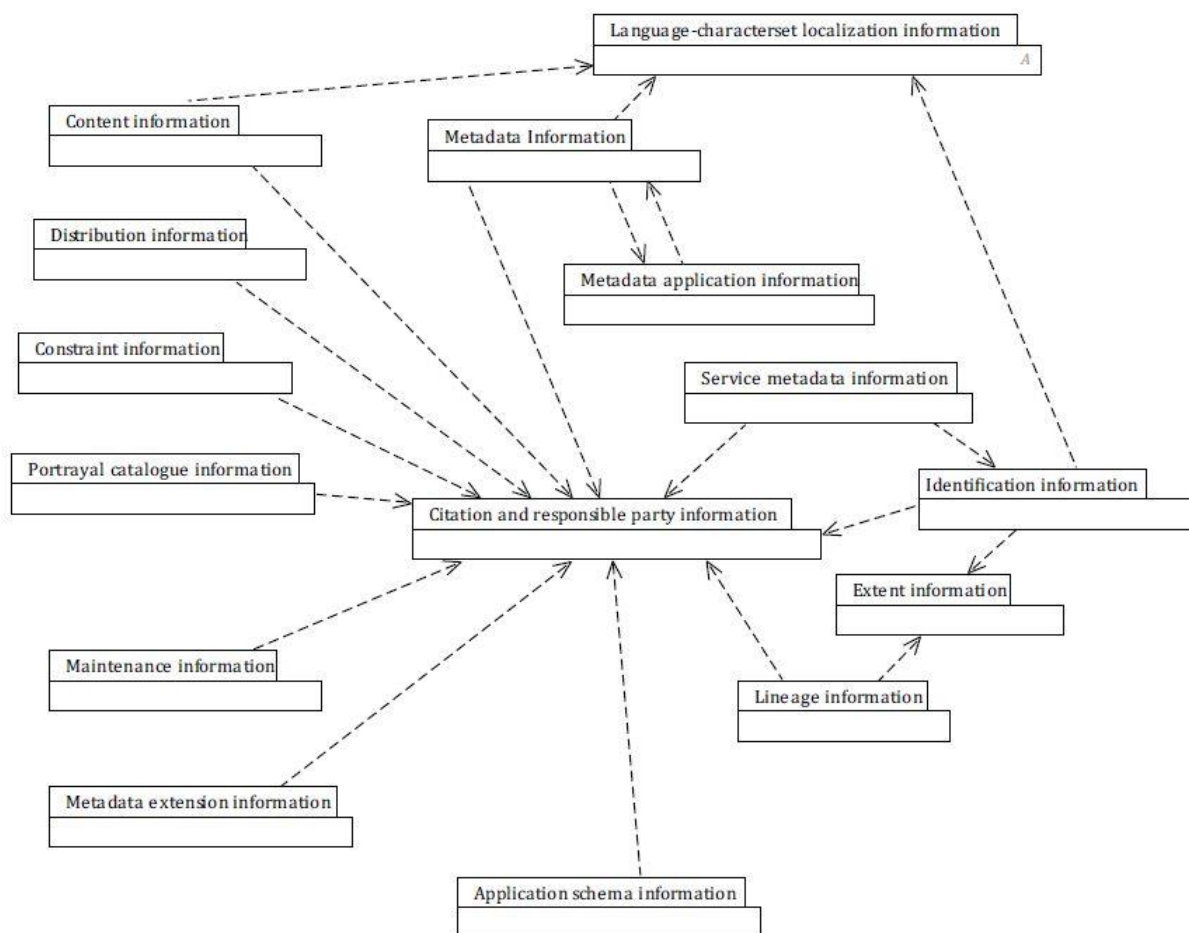 Language-characterset localization information
A
Content information
Metadata Information
Distribution information
Metadada application information
Constraint information
Service metadata information
Portrayal catalogue information
Identification information
Citation and responsible party information
Extent information
Maintenance information
Lineage information
Metadata extension information
Application schema information